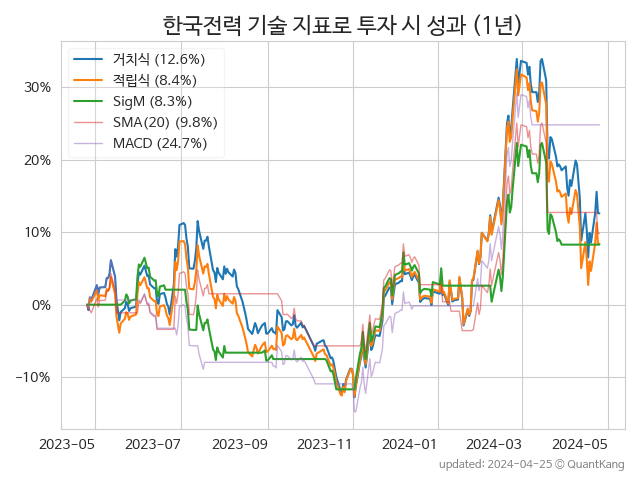 한국전력 기술 지표로 투자 시 성과 (1년)
거치식 (12.6%)
적립식 (8.4%)
SigM (8.3%)
SMA(20) (9.8%)
MACD (24.7%)
30%
20%
10%
0%
−10%
2023-05 2023-07 2023-09 2023-11 2024-01 2024-03 2024-05
updated: 2024-04-25 © QuantKang